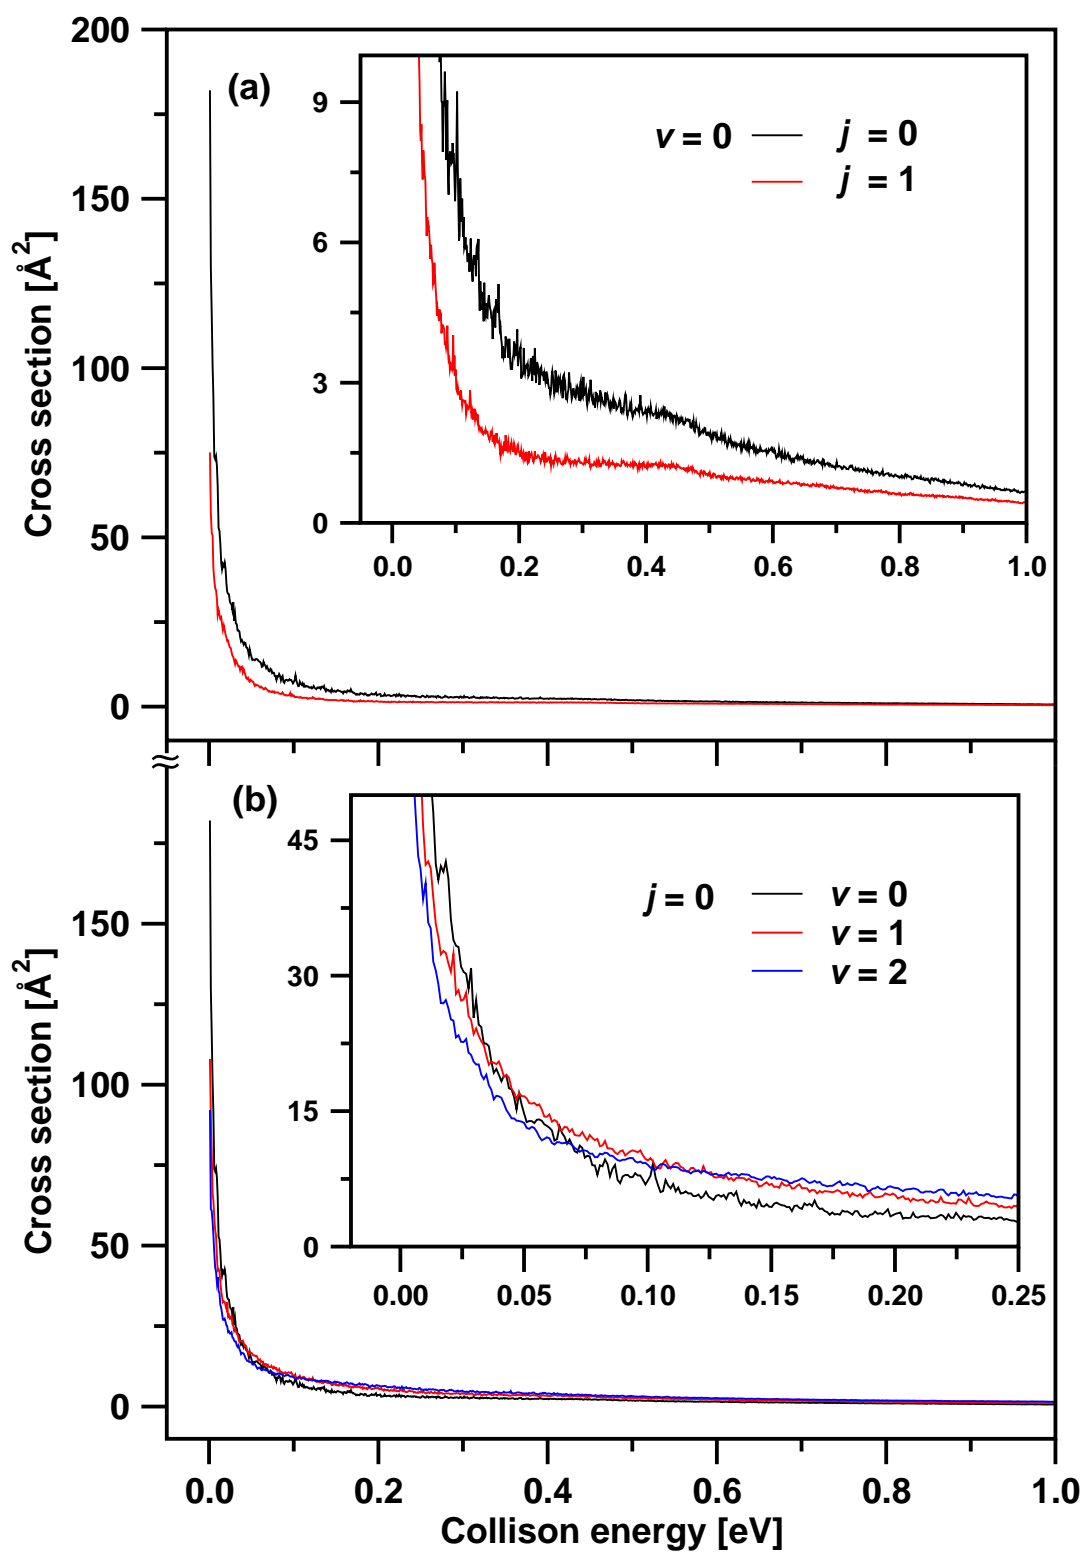 200
150
100
50
0
Cross section [Å2]
(a)
9
6
3
0
v = 0
j = 0
j = 1
0.0 0.2 0.4 0.6 0.8 1.0
(b)
150
100
50
0
Cross section [Å2]
45
30
15
0
j = 0
v = 0
v = 1
v = 2
0.00 0.05 0.10 0.15 0.20 0.25
0.0 0.2 0.4 0.6 0.8 1.0
Collison energy [eV]